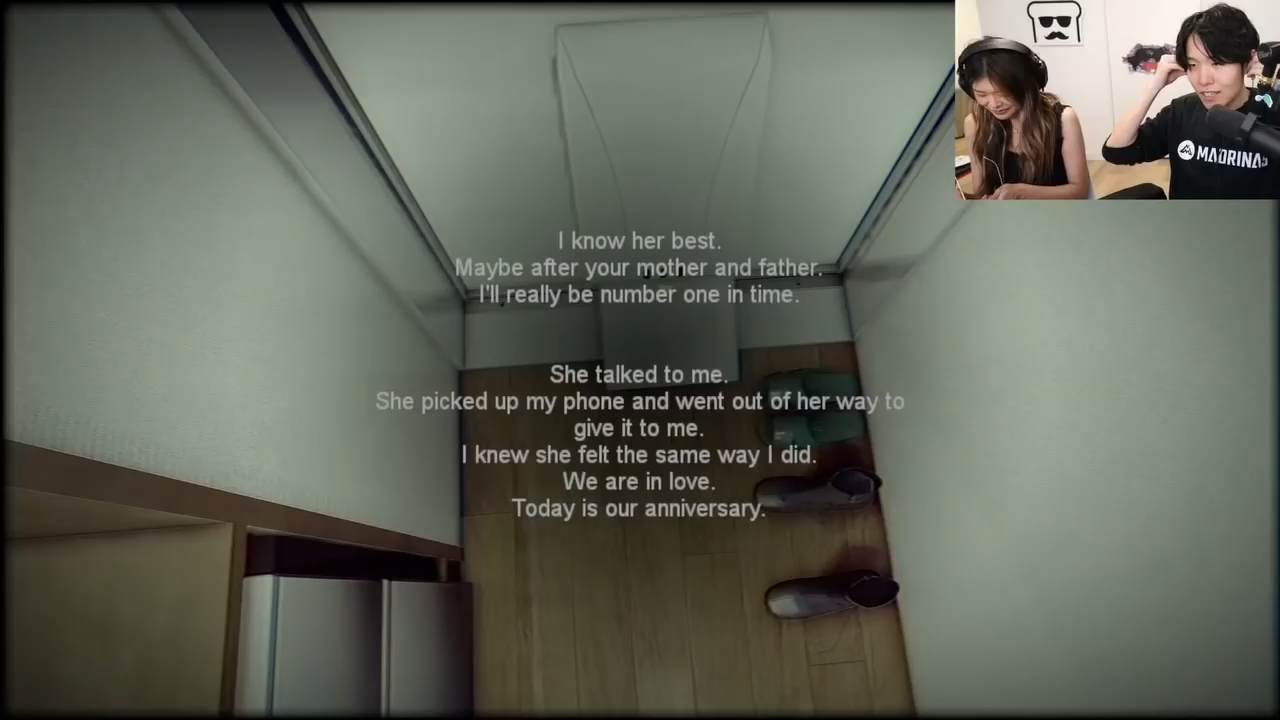 I know her best.
Maybe after your mother and father.
I'll really be number one in time.
She talked to me.
She picked up my phone and went out of her way to
give it to me.
I knew she felt the same way I did.
We are in love.
Today is our anniversary.
MADRINAS